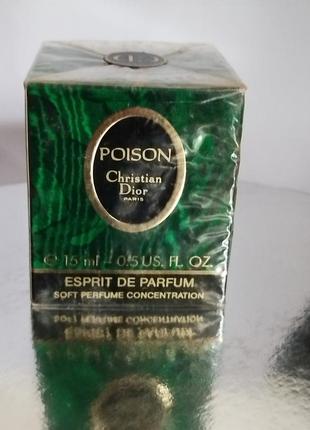 POISON
Christian
Dior
PARIS
℮ 15 ml - 0.5 US. FL. OZ.
ESPRIT DE PARFUM
SOFT PERFUME CONCENTRATION